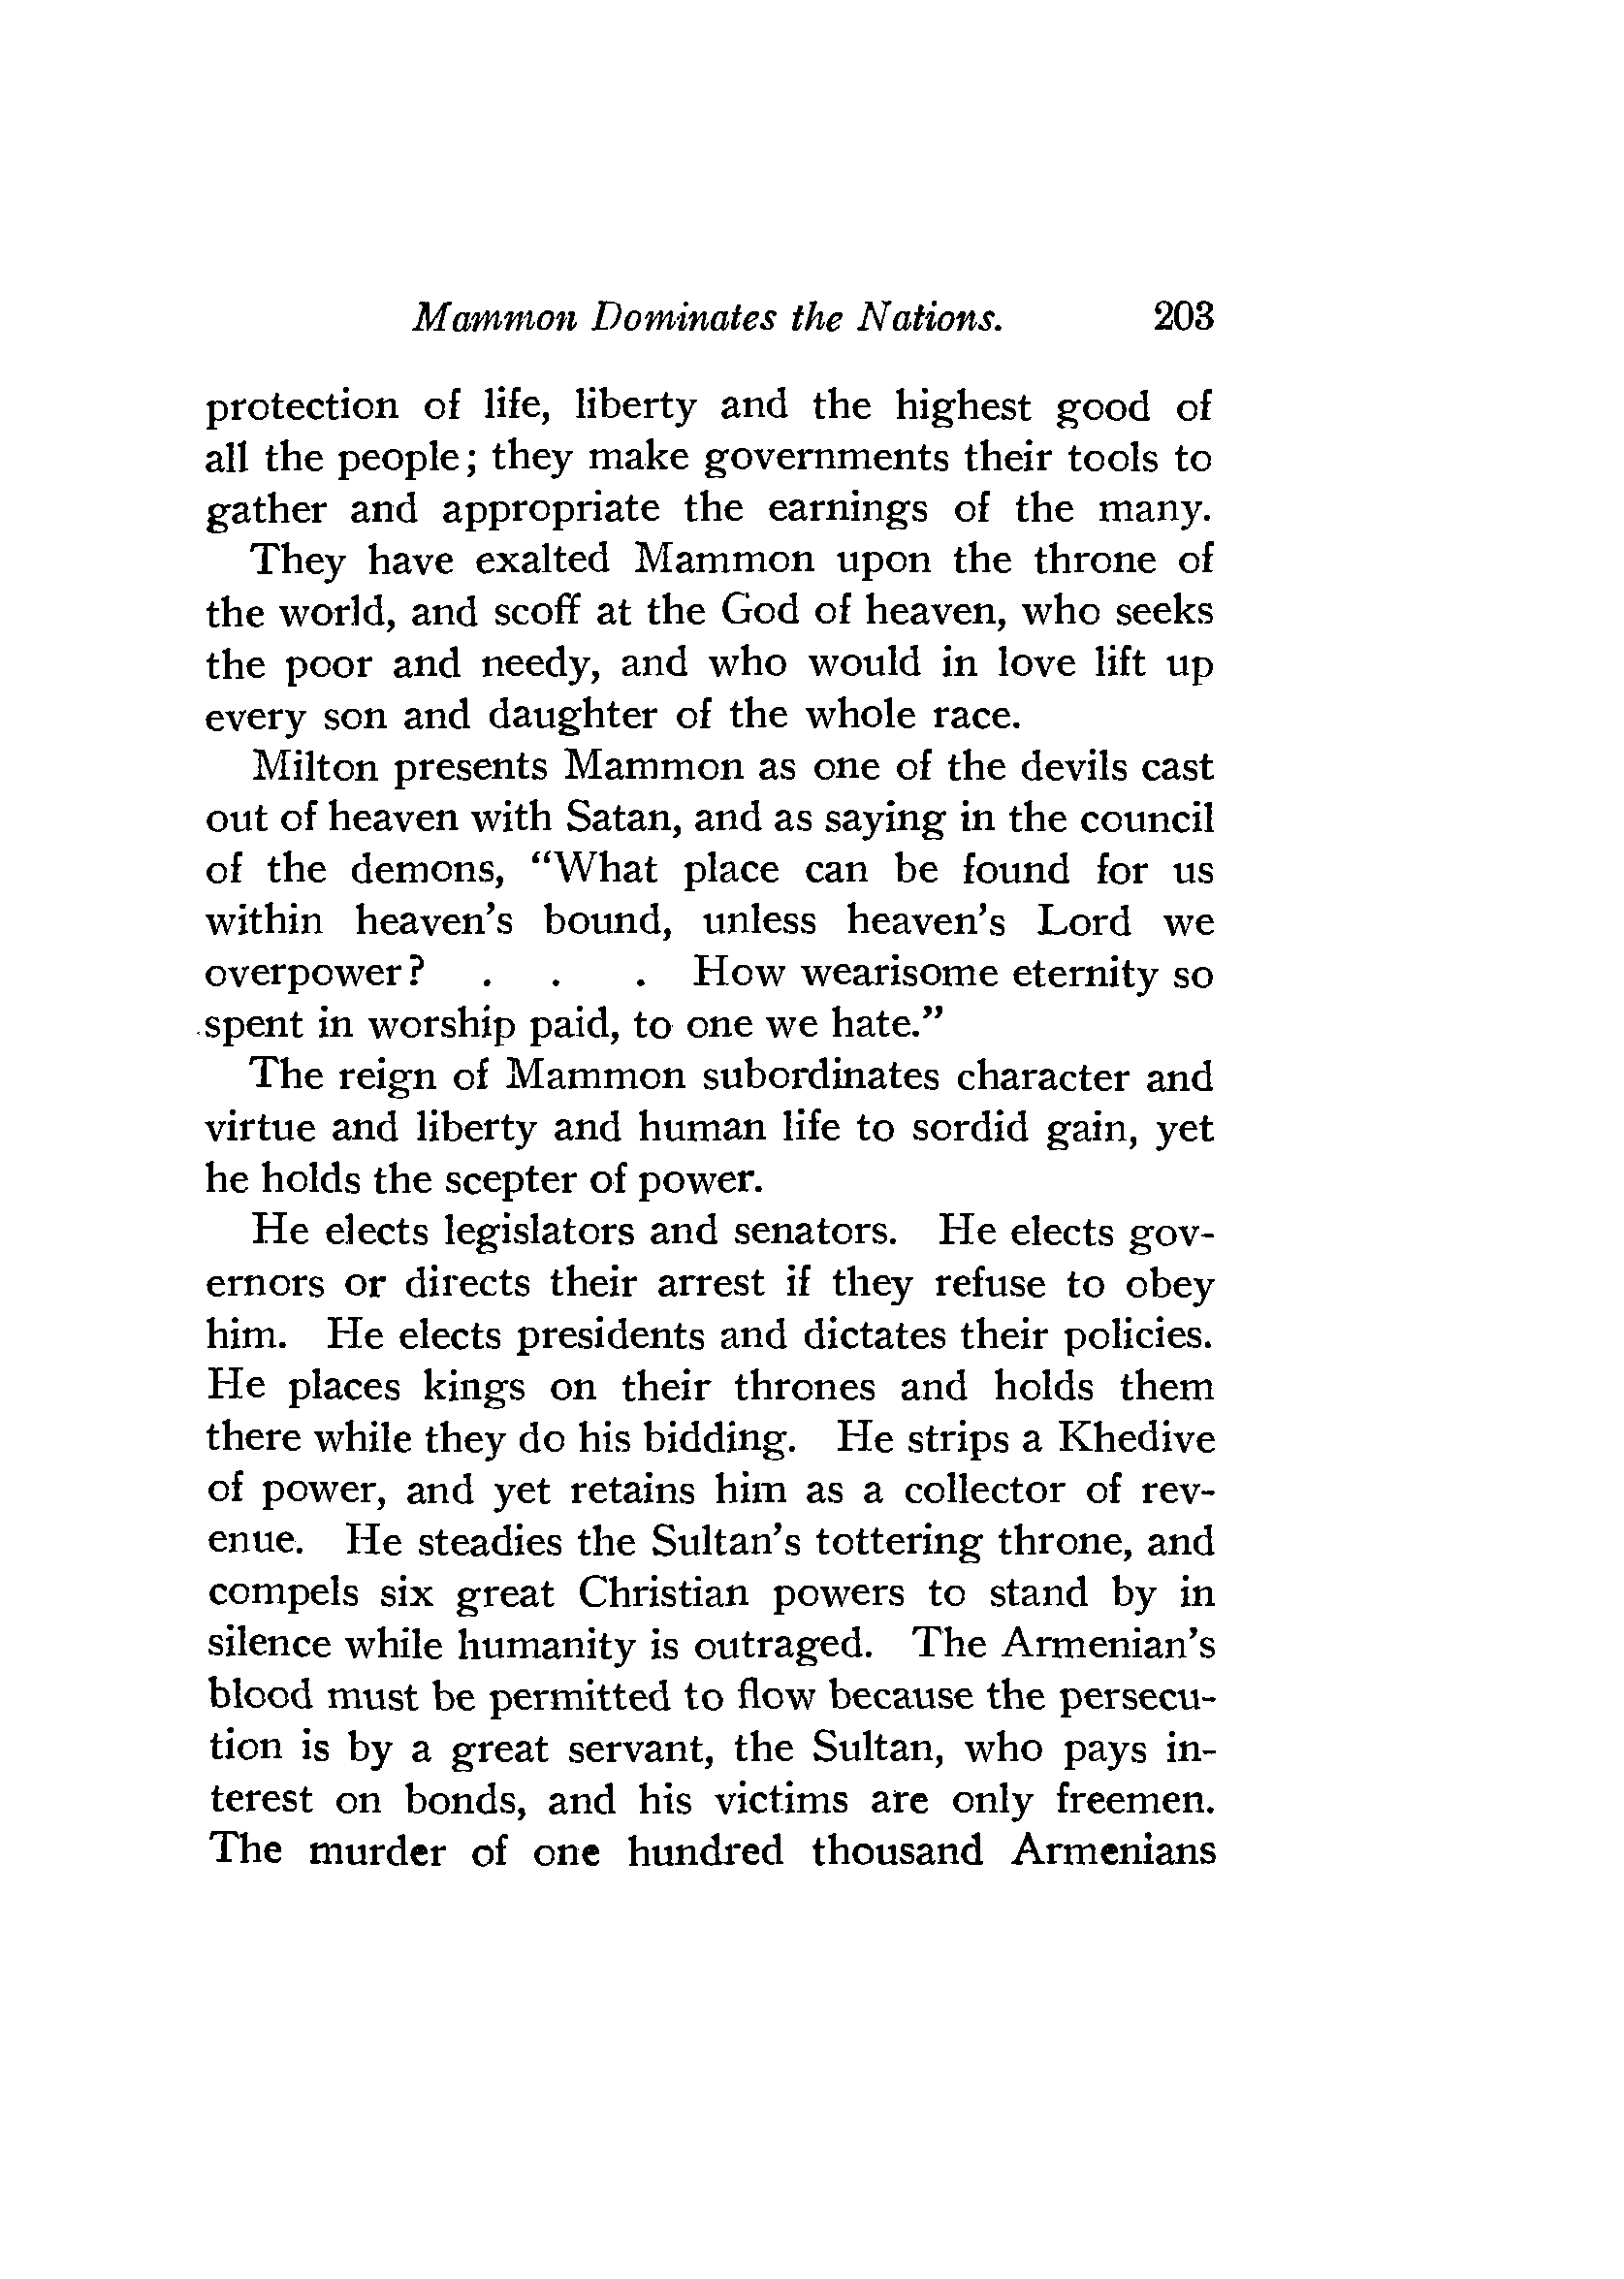 Mammon Dominates the Nations. 203
protection of life, liberty and the highest good of
all the people; they make governments their tools to
gather and appropriate the earnings of the many.
They have exalted Mammon upon the throne of
the world, and scoff at the God of heaven, who seeks
the poor and needy, and who would in love lift up
every son and daughter of the whole race.
Milton presents Mammon as one of the devils cast
out of heaven with Satan, and as saying in the council
of the demons, “What place can be found for us
within heaven’s bound, unless heaven’s Lord we
overpower? . . . How wearisome eternity so
spent in worship paid, to one we hate.”
The reign of Mammon subordinates character and
virtue and liberty and human life to sordid gain, yet
he holds the scepter of power.
He elects legislators and senators. He elects gov-
ernors or directs their arrest if they refuse to obey
him. He elects presidents and dictates their policies.
He places kings on their thrones and holds them
there while they do his bidding. He strips a Khedive
of power, and yet retains him as a collector of rev-
enue. He steadies the Sultan’s tottering throne, and
compels six great Christian powers to stand by in
silence while humanity is outraged. The Armenian’s
blood must be permitted to flow because the persecu-
tion is by a great servant, the Sultan, who pays in-
terest on bonds, and his victims are only freemen.
The murder of one hundred thousand Armenians